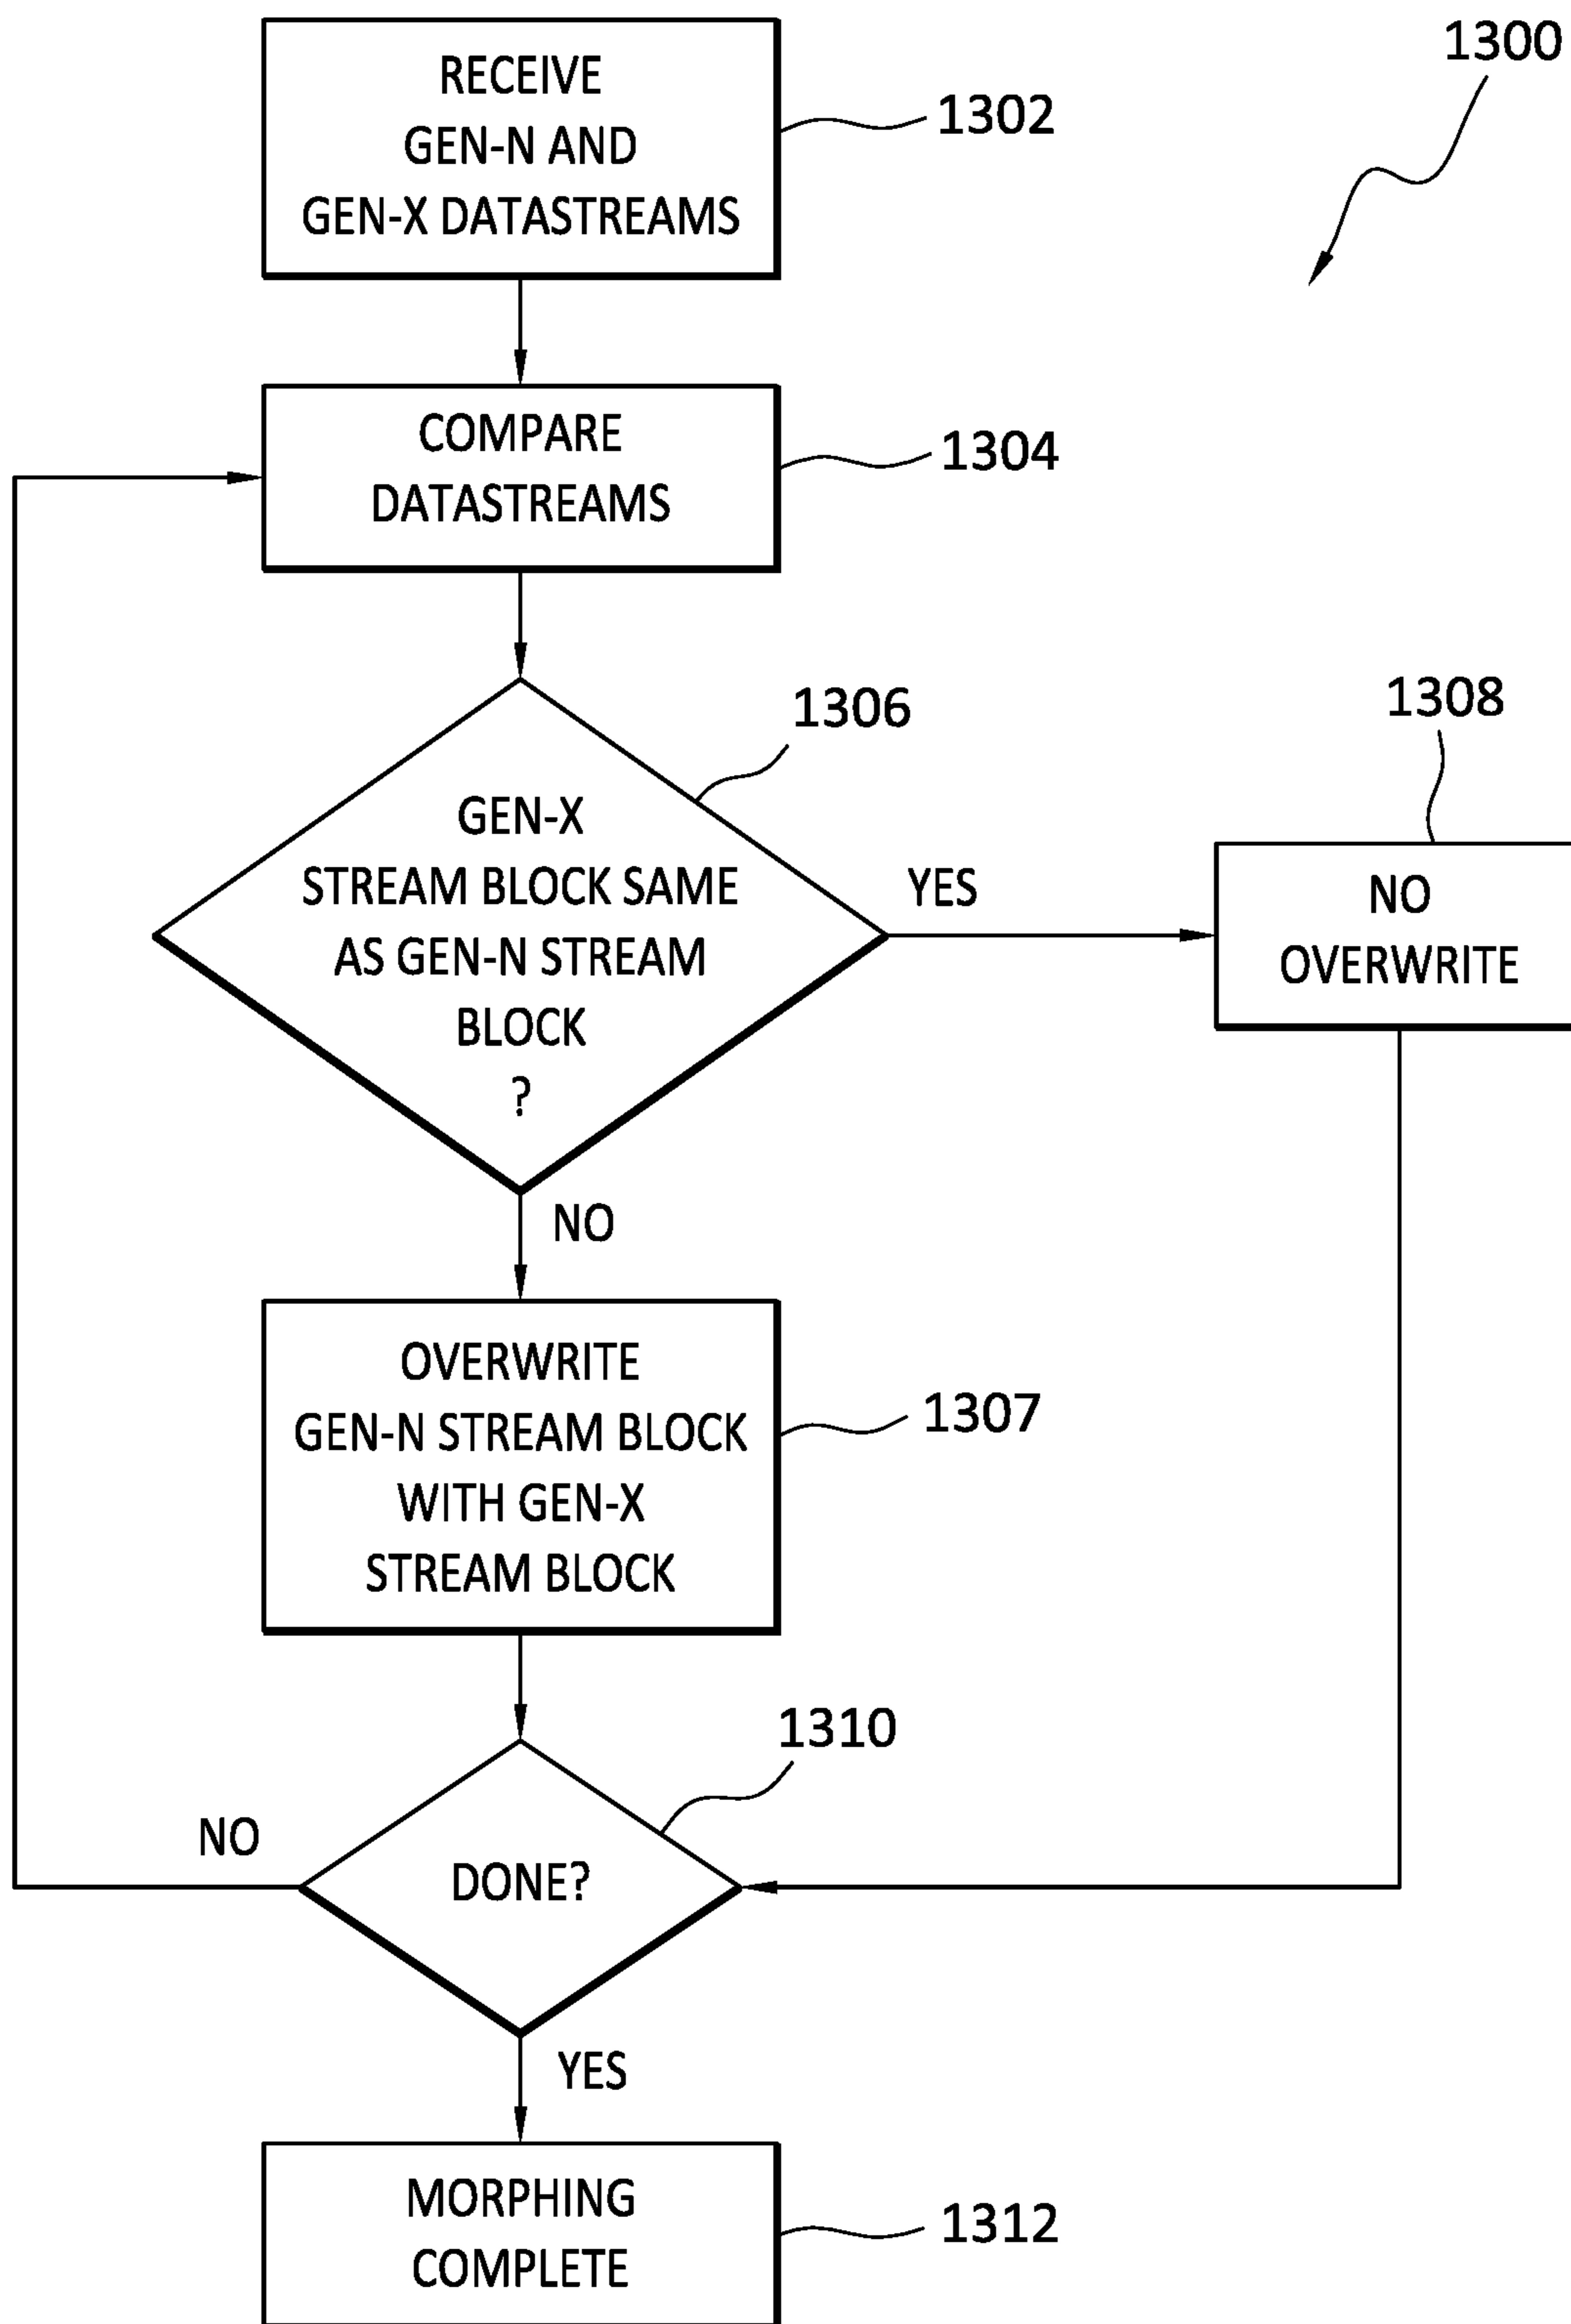 1300
RECEIVE
GEN-N AND
GEN-X DATASTREAMS
1302
COMPARE
DATASTREAMS
1304
1306
GEN-X
STREAM BLOCK SAME
AS GEN-N STREAM
BLOCK
?
YES
1308
NO
OVERWRITE
NO
OVERWRITE
GEN-N STREAM BLOCK
WITH GEN-X
STREAM BLOCK
1307
1310
NO
DONE?
YES
MORPHING
COMPLETE
1312